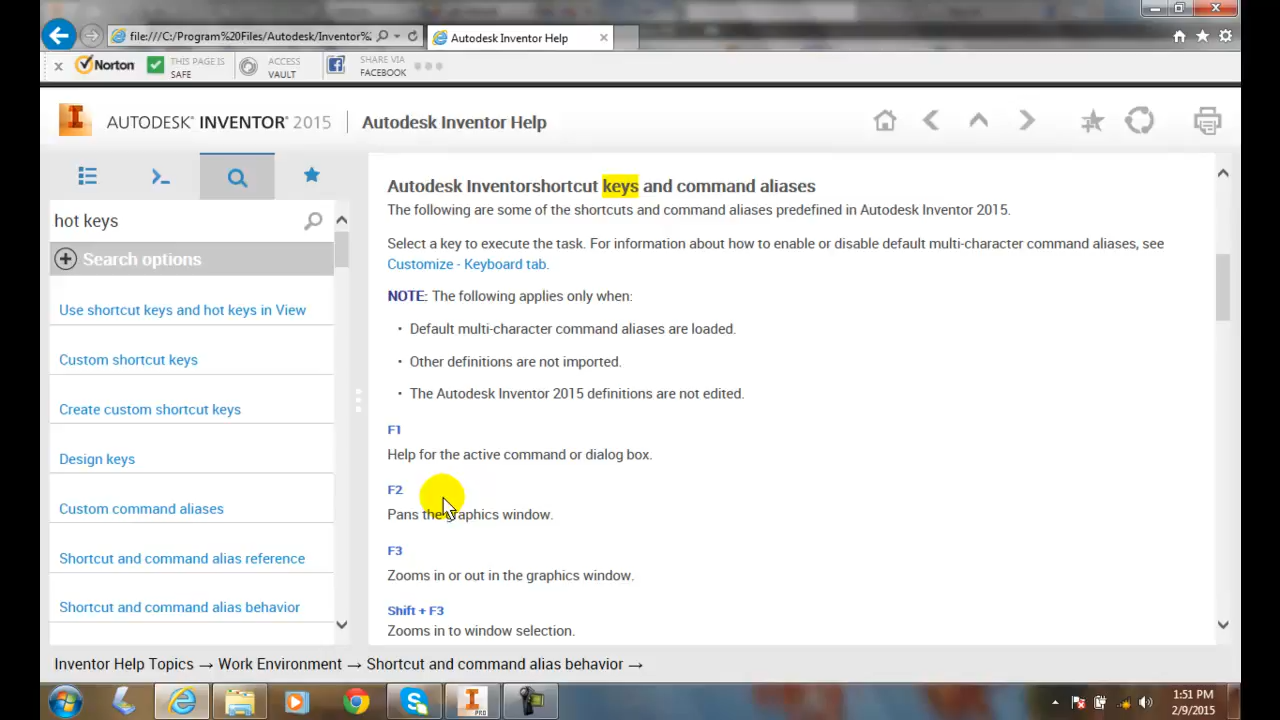 file:///C:/Program%20Files/Autodesk/Inventor%.
Autodesk Inventor Help
Norton
THIS PAGE IS SAFE
ACCESS VAULT
SHARE VIA FACEBOOK
I
AUTODESK® INVENTOR® 2015
Autodesk Inventor Help
hot keys
Search options
Use shortcut keys and hot keys in View
Custom shortcut keys
Create custom shortcut keys
Design keys
Custom command aliases
Shortcut and command alias reference
Shortcut and command alias behavior
Autodesk Inventorshortcut keys and command aliases
The following are some of the shortcuts and command aliases predefined in Autodesk Inventor 2015.
Select a key to execute the task. For information about how to enable or disable default multi-character command aliases, see
Customize - Keyboard tab.
NOTE: The following applies only when:
• Default multi-character command aliases are loaded.
• Other definitions are not imported.
• The Autodesk Inventor 2015 definitions are not edited.
F1
Help for the active command or dialog box.
F2
Pans the graphics window.
F3
Zooms in or out in the graphics window.
Shift + F3
Zooms in to window selection.
Inventor Help Topics → Work Environment → Shortcut and command alias behavior →
I
PRO
1:51 PM
2/9/2015